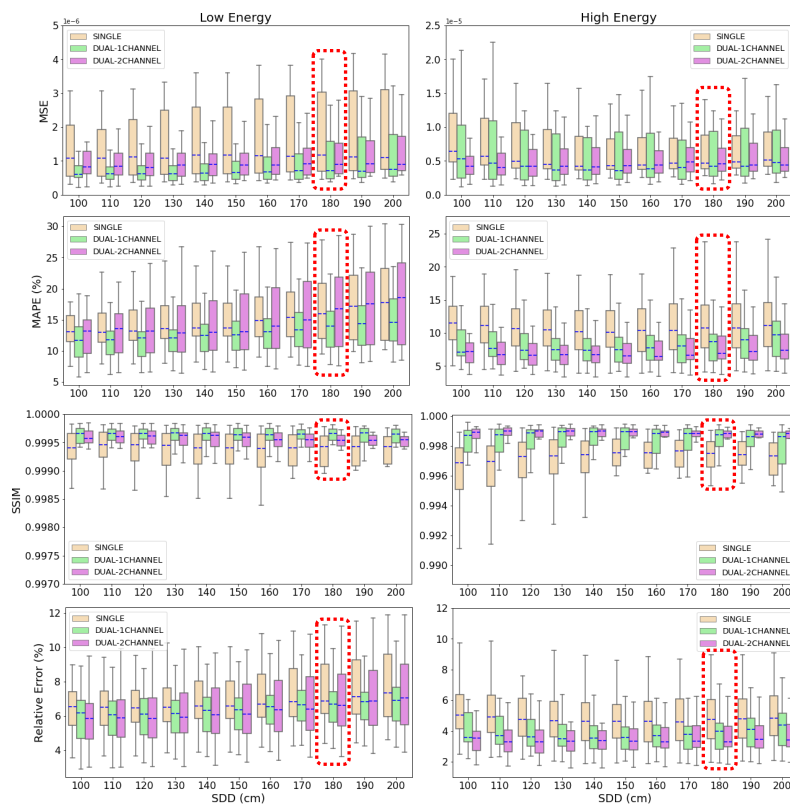 Low Energy
High Energy
1e-6
1e-5
MSE
6
5
4
3
2
1
0
SINGLE
DUAL-1CHANNEL
DUAL-2CHANNEL
100 110 120 130 140 150 160 170 180 190 200
2.5
2.0
1.5
1.0
0.5
0.0
SINGLE
DUAL-1CHANNEL
DUAL-2CHANNEL
100 110 120 130 140 150 160 170 180 190 200
MAPE (%)
30
25
20
15
10
5
SINGLE
DUAL-1CHANNEL
DUAL-2CHANNEL
100 110 120 130 140 150 160 170 180 190 200
25
20
15
10
5
SINGLE
DUAL-1CHANNEL
DUAL-2CHANNEL
100 110 120 130 140 150 160 170 180 190 200
SSIM
1.0000
0.9995
0.9990
0.9985
0.9980
0.9975
0.9970
SINGLE
DUAL-1CHANNEL
DUAL-2CHANNEL
100 110 120 130 140 150 160 170 180 190 200
1.000
0.998
0.996
0.994
0.992
0.990
SINGLE
DUAL-1CHANNEL
DUAL-2CHANNEL
100 110 120 130 140 150 160 170 180 190 200
Relative Error (%)
12
10
8
6
4
SINGLE
DUAL-1CHANNEL
DUAL-2CHANNEL
100 110 120 130 140 150 160 170 180 190 200
SDD (cm)
12
10
8
6
4
2
SINGLE
DUAL-1CHANNEL
DUAL-2CHANNEL
100 110 120 130 140 150 160 170 180 190 200
SDD (cm)